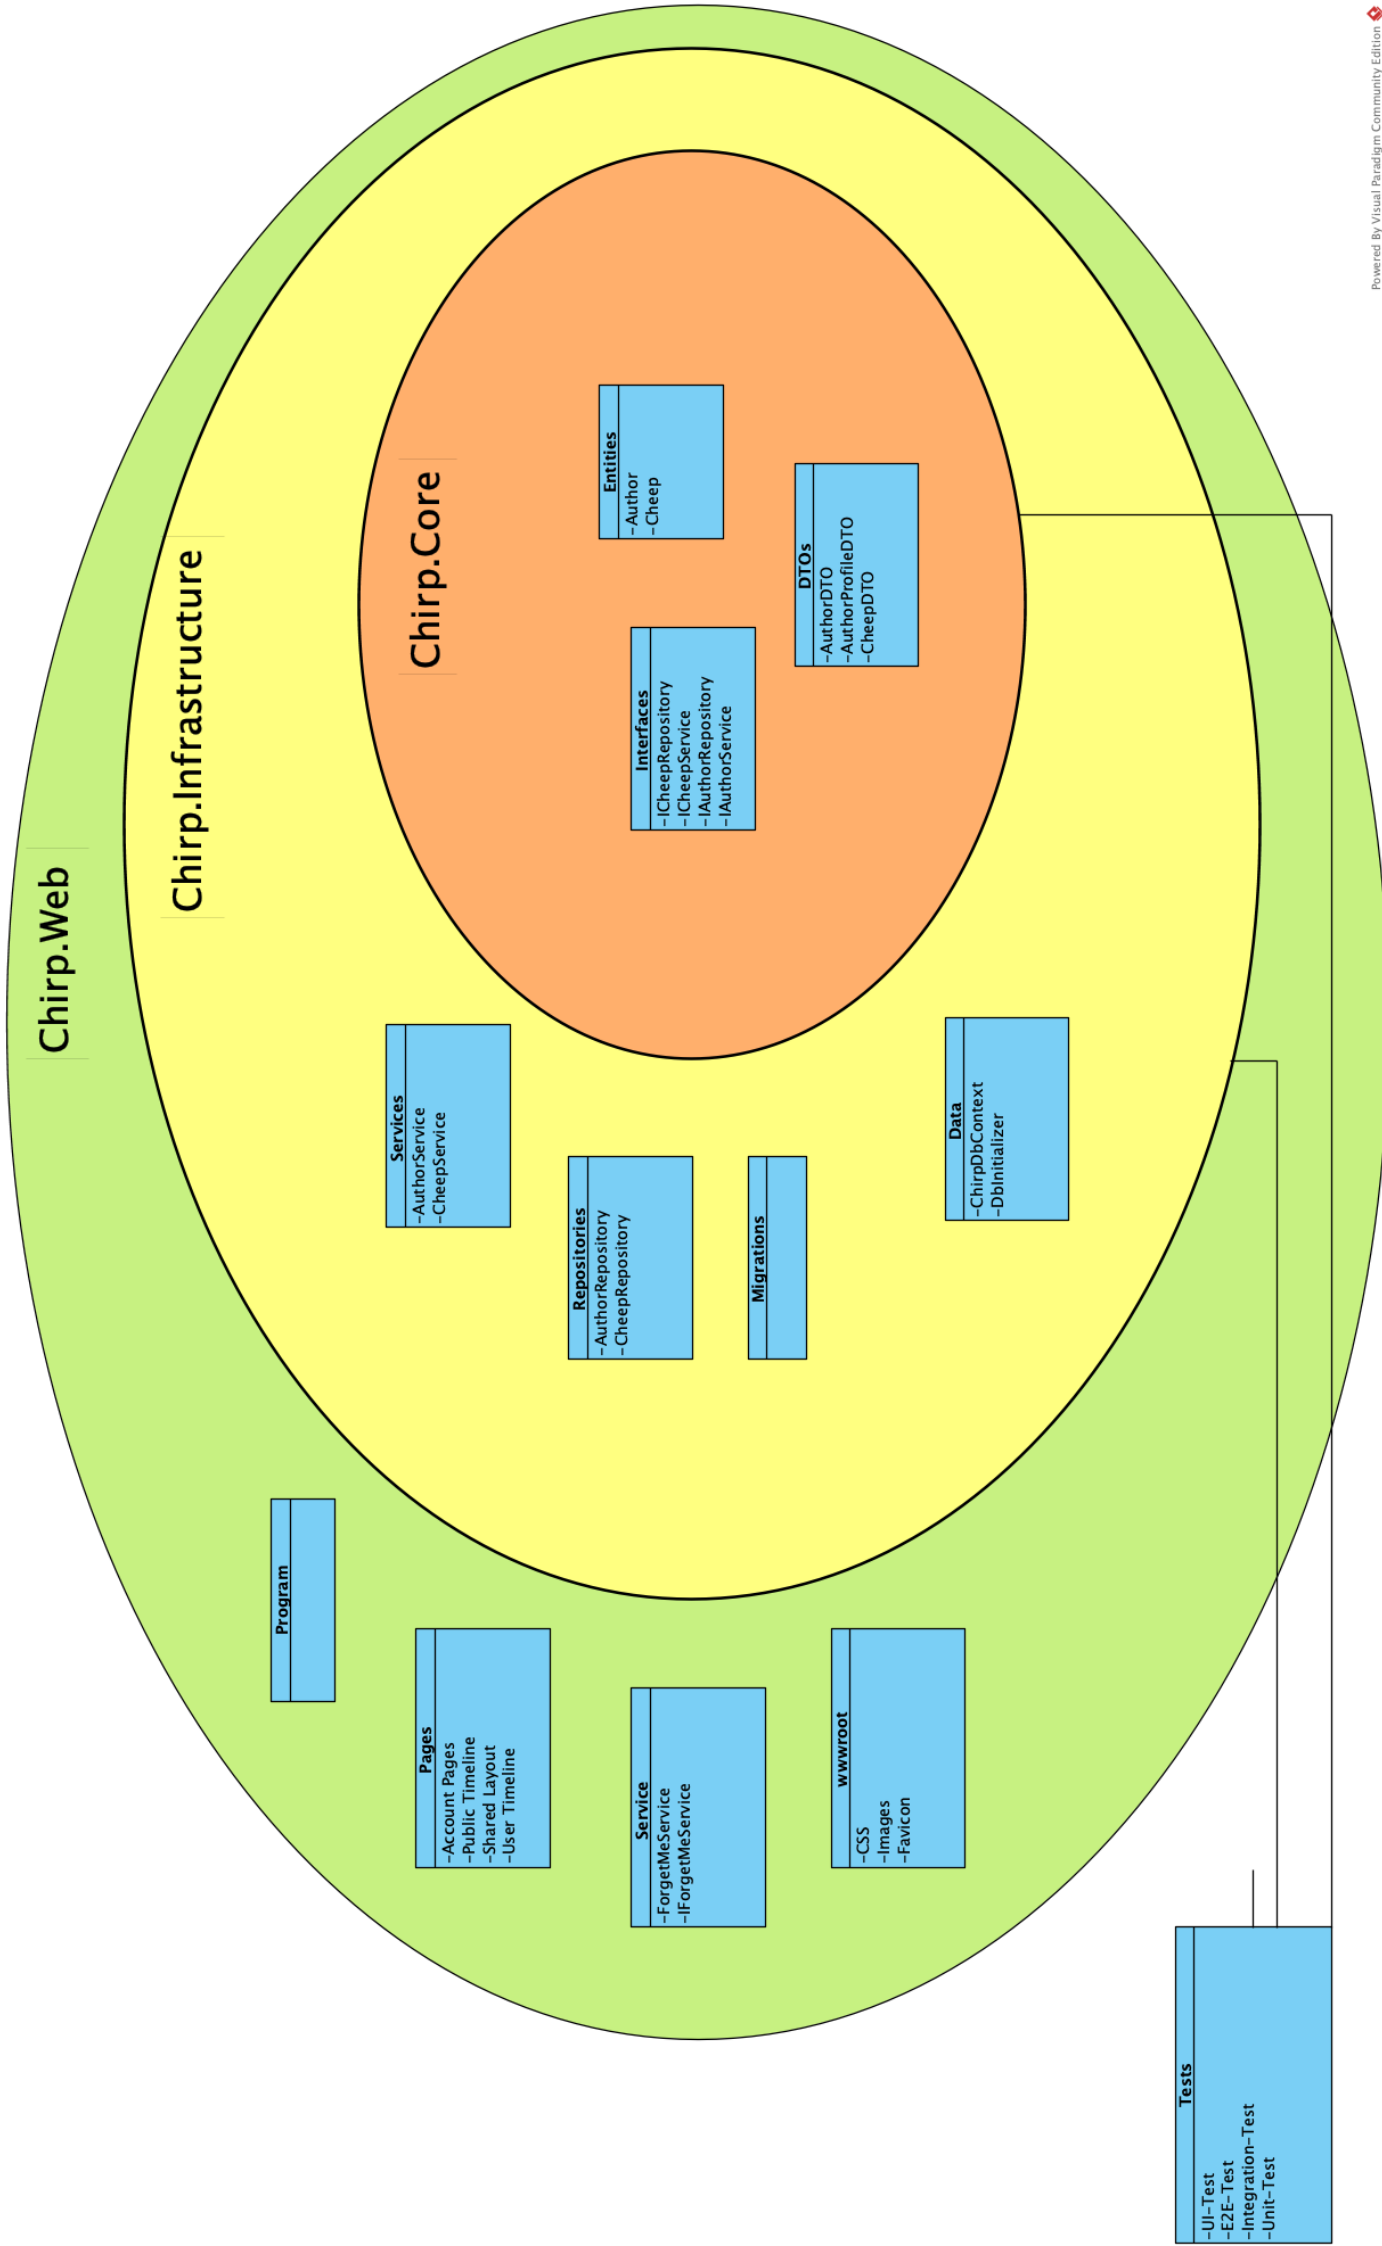 Chirp.Web
Chirp.Infrastructure
Chirp.Core
Program
Pages
-Account Pages
-Public Timeline
-Shared Layout
-User Timeline
Service
-ForgetMeService
-IForgetMeService
wwwroot
-CSS
-Images
-Favicon
Services
-AuthorService
-CheepService
Repositories
-AuthorRepository
-CheepRepository
Migrations
Data
-ChirpDbContext
-DbInitializer
Interfaces
-ICheepRepository
-ICheepService
-IAuthorRepository
-IAuthorService
Entities
-Author
-Cheep
DTOs
-AuthorDTO
-AuthorProfileDTO
-CheepDTO
Tests
-UI-Test
-E2E-Test
-Integration-Test
-Unit-Test
Powered By Visual Paradigm Community Edition